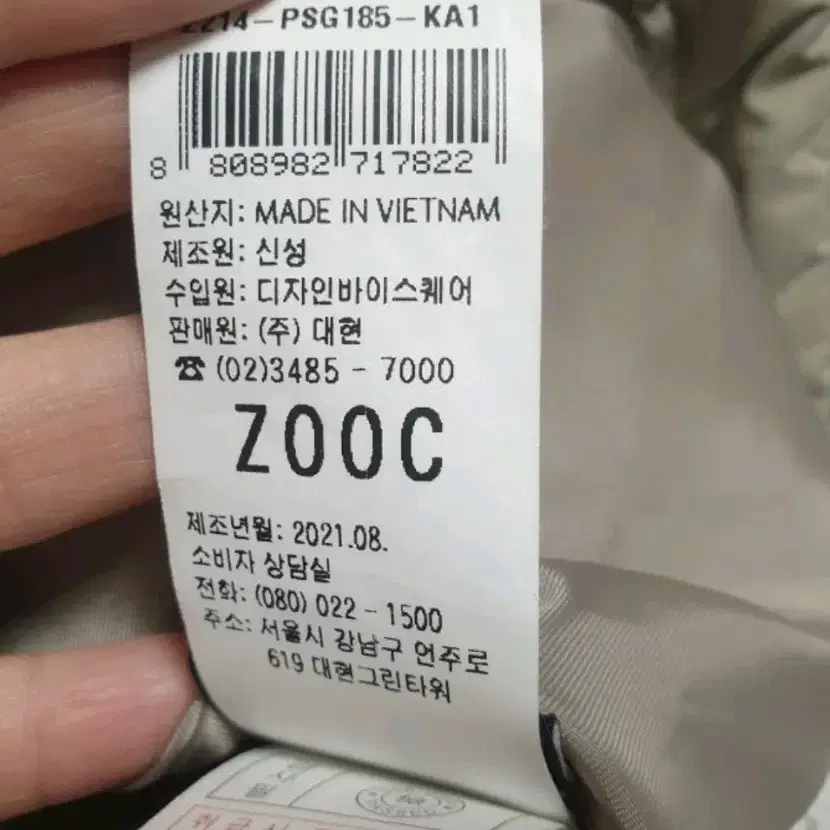 2214-PSG185-KA1
8 808982 717822
원산지: MADE IN VIETNAM
제조원: 신성
수입원: 디자인바이스퀘어
판매원: (주) 대현
☎ (02)3485 - 7000
ZOOC
제조년월: 2021.08.
소비자 상담실
전화: (080) 022 - 1500
주소: 서울시 강남구 언주로
619 대현그린타워